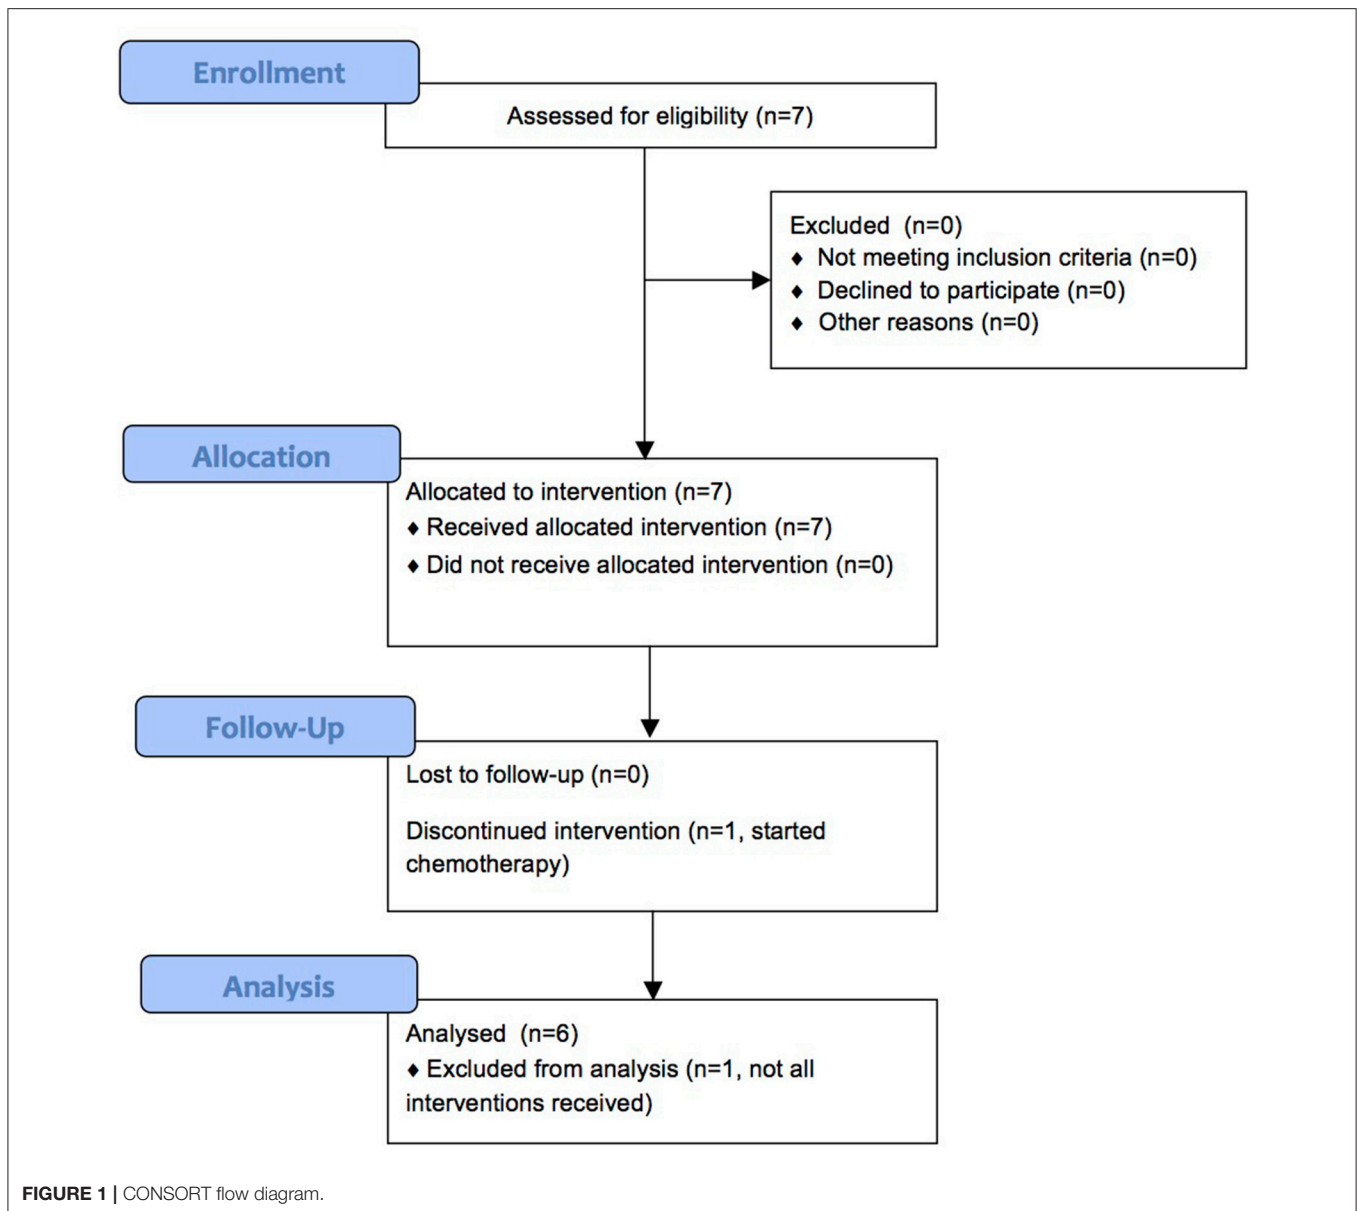 Enrollment
Assessed for eligibility (n=7)
Excluded (n=0)
♦ Not meeting inclusion criteria (n=0)
♦ Declined to participate (n=0)
♦ Other reasons (n=0)
Allocation
Allocated to intervention (n=7)
♦ Received allocated intervention (n=7)
♦ Did not receive allocated intervention (n=0)
Follow-Up
Lost to follow-up (n=0)
Discontinued intervention (n=1, started
chemotherapy)
Analysis
Analysed (n=6)
♦ Excluded from analysis (n=1, not all
interventions received)
FIGURE 1 | CONSORT flow diagram.